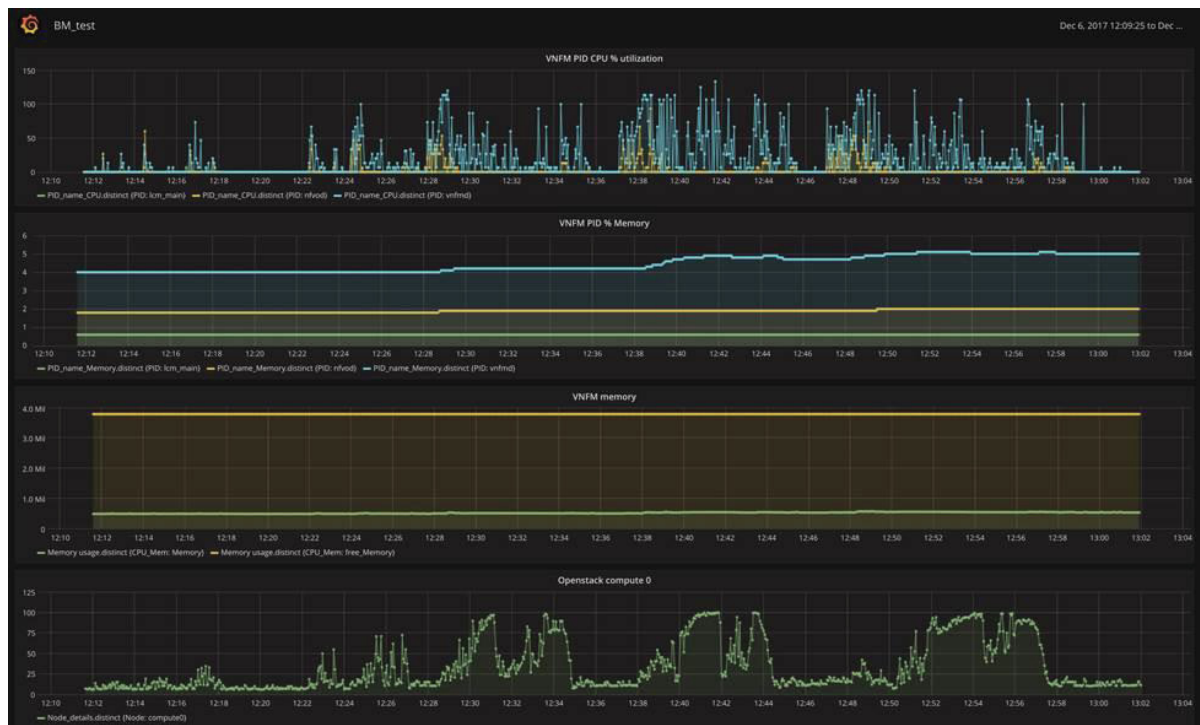 BM_test
Dec 6, 2017 12:09:25 to Dec ...
VNFM PID CPU % utilization
150
100
50
0
12:10 12:12 12:14 12:16 12:18 12:20 12:22 12:24 12:26 12:28 12:30 12:32 12:34 12:36 12:38 12:40 12:42 12:44 12:46 12:48 12:50 12:52 12:54 12:56 12:58 13:00 13:02 13:04
PID_name_CPU.distinct {PID: lcm_main} PID_name_CPU.distinct {PID: nfvod} PID_name_CPU.distinct {PID: vnfmd}
VNFM PID % Memory
6
5
4
3
2
1
0
12:10 12:12 12:14 12:16 12:18 12:20 12:22 12:24 12:26 12:28 12:30 12:32 12:34 12:36 12:38 12:40 12:42 12:44 12:46 12:48 12:50 12:52 12:54 12:56 12:58 13:00 13:02 13:04
PID_name_Memory.distinct {PID: lcm_main} PID_name_Memory.distinct {PID: nfvod} PID_name_Memory.distinct {PID: vnfmd}
VNFM memory
4.0 Mil
3.0 Mil
2.0 Mil
1.0 Mil
0
12:10 12:12 12:14 12:16 12:18 12:20 12:22 12:24 12:26 12:28 12:30 12:32 12:34 12:36 12:38 12:40 12:42 12:44 12:46 12:48 12:50 12:52 12:54 12:56 12:58 13:00 13:02 13:04
Memory usage.distinct {CPU_Mem: Memory} Memory usage.distinct {CPU_Mem: free_Memory}
Openstack compute 0
125
100
75
50
25
0
12:10 12:12 12:14 12:16 12:18 12:20 12:22 12:24 12:26 12:28 12:30 12:32 12:34 12:36 12:38 12:40 12:42 12:44 12:46 12:48 12:50 12:52 12:54 12:56 12:58 13:00 13:02 13:04
Node_details.distinct {Node: compute0}